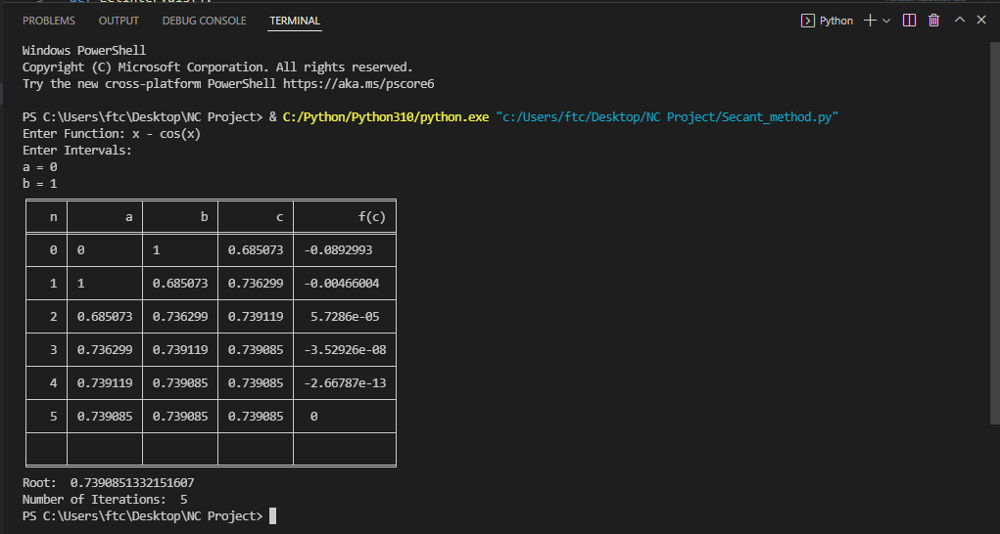 PROBLEMS OUTPUT DEBUG CONSOLE TERMINAL Python
Windows PowerShell
Copyright (C) Microsoft Corporation. All rights reserved.
Try the new cross-platform PowerShell https://aka.ms/pscore6
PS C:\Users\ftc\Desktop\NC Project> & C:/Python/Python310/python.exe "c:/Users/ftc/Desktop/NC Project/Secant_method.py"
Enter Function: x - cos(x)
Enter Intervals:
a = 0
b = 1
n a b c f(c)
0 0 1 0.685073 -0.0892993
1 1 0.685073 0.736299 -0.00466004
2 0.685073 0.736299 0.739119 5.7286e-05
3 0.736299 0.739119 0.739085 -3.52926e-08
4 0.739119 0.739085 0.739085 -2.66787e-13
5 0.739085 0.739085 0.739085 0
Root: 0.7390851332151607
Number of Iterations: 5
PS C:\Users\ftc\Desktop\NC Project>